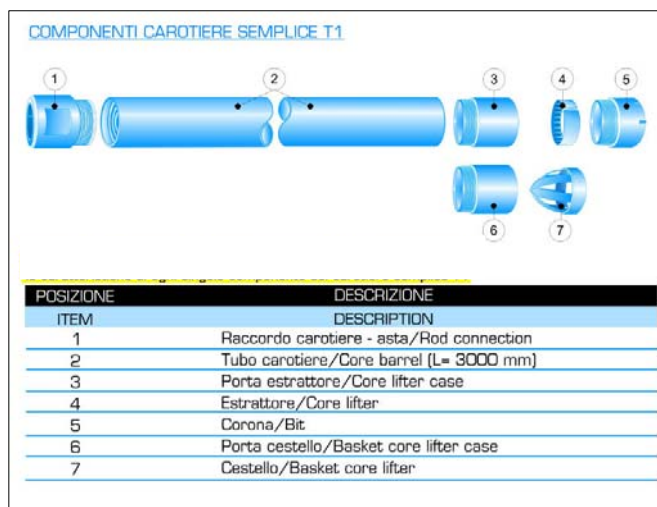 COMPONENTI CAROTIERE SEMPLICE T1
1 2 3 4 5
6 7
POSIZIONE DESCRIZIONE
ITEM DESCRIPTION
1 Raccordo carotiere - asta/Rod connection
2 Tubo carotiere/Core barrel (L= 3000 mm)
3 Porta estrattore/Core lifter case
4 Estrattore/Core lifter
5 Corona/Bit
6 Porta cestello/Basket core lifter case
7 Cestello/Basket core lifter